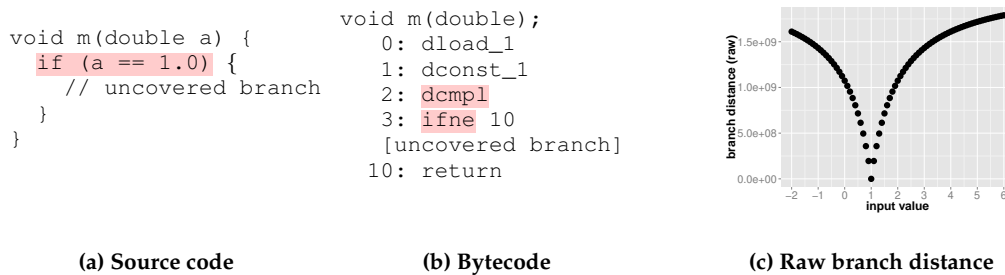 void m(double a) {
if (a == 1.0) {
// uncovered branch
}
}
void m(double);
0: dload_1
1: dconst_1
2: dcmpl
3: ifne 10
[uncovered branch]
10: return
branch distance (raw)
1.5e+09
1.0e+09
5.0e+08
0.0e+00
−2 −1 0 1 2 3 4 5 6
input value
(a) Source code
(b) Bytecode
(c) Raw branch distance